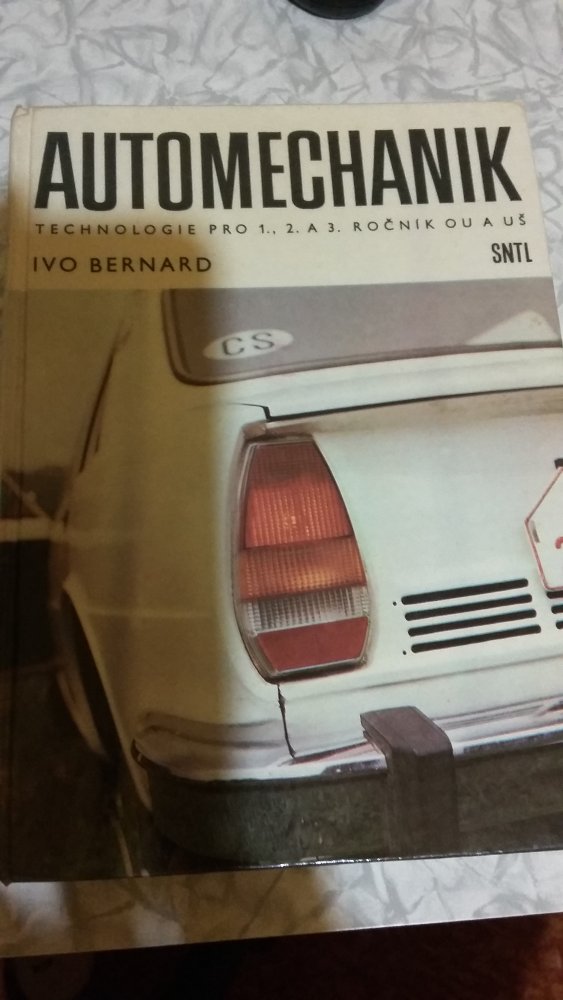 AUTOMECHANIK
TECHNOLOGIE PRO 1., 2. A 3. ROČNÍK OU A UŠ
IVO BERNARD
SNTL
CS